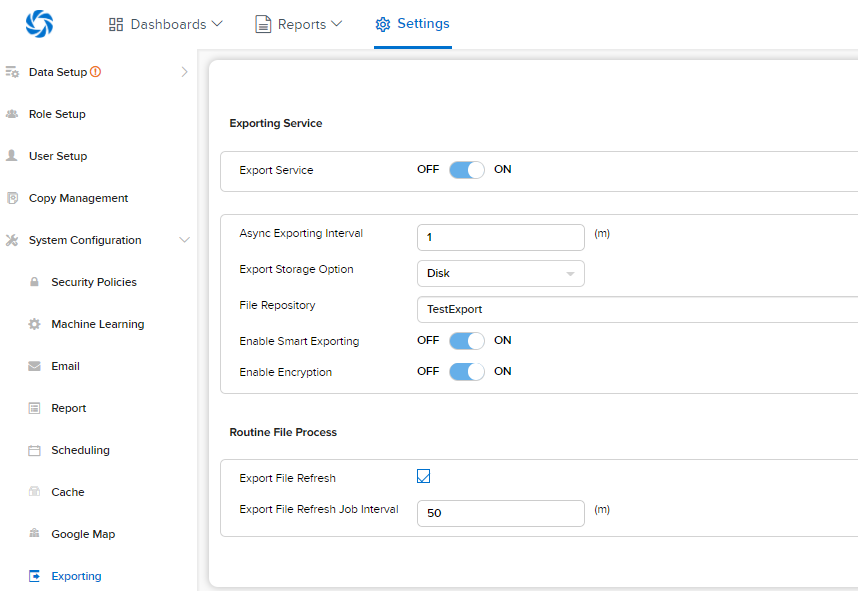 Dashboards
Reports
Settings
Data Setup
Role Setup
User Setup
Copy Management
System Configuration
Security Policies
Machine Learning
Email
Report
Scheduling
Cache
Google Map
Exporting
Exporting Service
Export Service OFF ON
Async Exporting Interval 1 (m)
Export Storage Option Disk
File Repository TestExport
Enable Smart Exporting OFF ON
Enable Encryption OFF ON
Routine File Process
Export File Refresh
Export File Refresh Job Interval 50 (m)